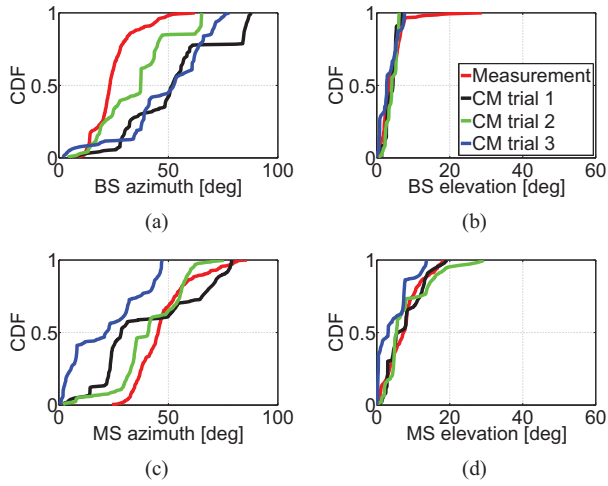 1
0.5
0
CDF
0
50
100
BS azimuth [deg]
(a)
1
0.5
0
CDF
0
20
40
60
BS elevation [deg]
(b)
Measurement
CM trial 1
CM trial 2
CM trial 3
1
0.5
0
CDF
0
50
100
MS azimuth [deg]
(c)
1
0.5
0
CDF
0
20
40
60
MS elevation [deg]
(d)